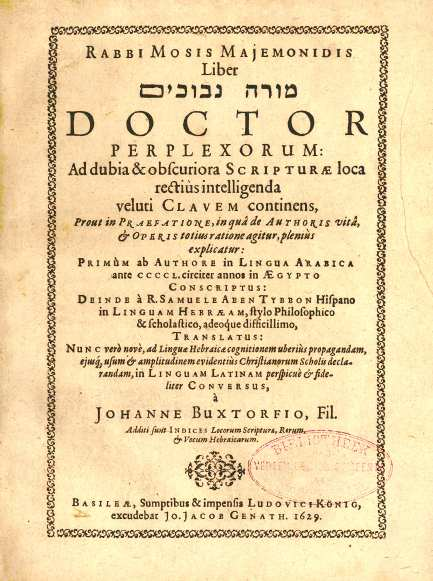 RABBI MOSIS MAJEMONIDIS
Liber
מורה נבוכים
DOCTOR
PERPLEXORUM:
Ad dubia & obſcuriora SCRIPTURÆ loca
rectiùs intelligenda
veluti CLAVEM continens,
Prout in PRAEFATIONE, in quâ de AUTHORIS vitâ,
& OPERIS totius ratione agitur, pleniùs
explicatur:
PRIMÙM ab AUTHORE in LINGUA ARABICA
ante CCCCL. circiter annos in ÆGYPTO
CONSCRIPTUS:
DEINDE à R. SAMUELE ABEN TYBBON Hiſpano
in LINGUAM HEBRÆAM, ſtylo Philoſophico
& ſcholaſtico, adeoque difficillimo,
TRANSLATUS:
NUNC verò novè, ad Linguæ Hebraicæ cognitionem uberiùs propagandam,
ejusq, uſum & amplitudinem evidentiùs Chriſtianorum Scholis decla-
randam, in LINGUAM LATINAM perſpicuè & fide-
liter CONVERSUS,
à
JOHANNE BUXTORFIO, Fil.
Additi ſunt INDICES Locorum Scripturæ, Rerum,
& Vocum Hebraicarum.
BIBLIOTHEEK
BASILEÆ, Sumptibus & impenſis LUDOVICI KÖNIG,
excudebat JO. JACOB GENATH. 1629.